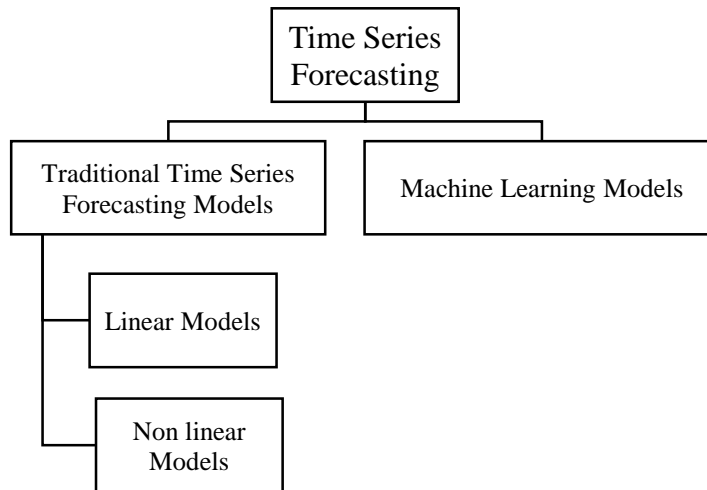 Time Series
Forecasting
Traditional Time Series
Forecasting Models
Machine Learning Models
Linear Models
Non linear
Models